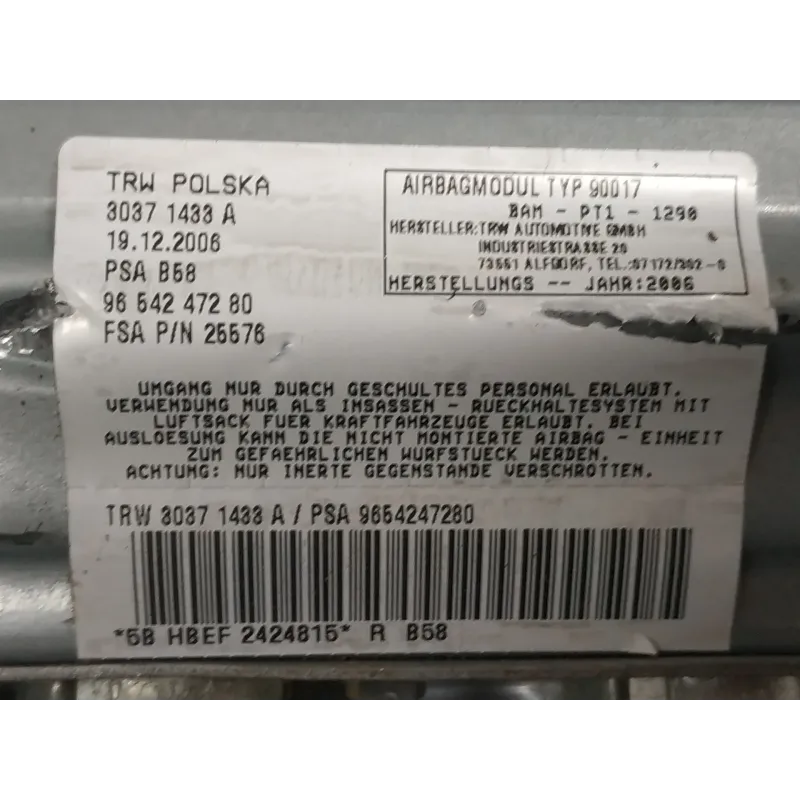 TRW POLSKA
3037 1433 A
19.12.2006
PSA B58
96 542 472 80
FSA P/N 25576
AIRBAGMODUL TYP 90017
BAM - PT1 - 1290
HERSTELLER:TRW AUTOMOTIVE GMBH
INDUSTRIESTRASSE 20
73551 ALFDORF, TEL.:07172/302-0
HERSTELLUNGS -- JAHR:2006
UMGANG NUR DURCH GESCHULTES PERSONAL ERLAUBT.
VERWENDUNG NUR ALS INSASSEN - RUECKHALTESYSTEM MIT
LUFTSACK FUER KRAFTFAHRZEUGE ERLAUBT. BEI
AUSLOESUNG KANN DIE NICHT MONTIERTE AIRBAG - EINHEIT
ZUM GEFAEHRLICHEN WURFSTUECK WERDEN.
ACHTUNG: NUR INERTE GEGENSTANDE VERSCHROTTEN.
TRW 3037 1433 A / PSA 9654247280
*5B HBEF 2424815* R B58